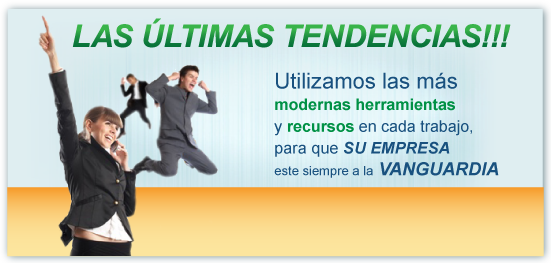 LAS ÚLTIMAS TENDENCIAS!!!
Utilizamos las más
modernas herramientas
y recursos en cada trabajo,
para que SU EMPRESA
este siempre a la VANGUARDIA